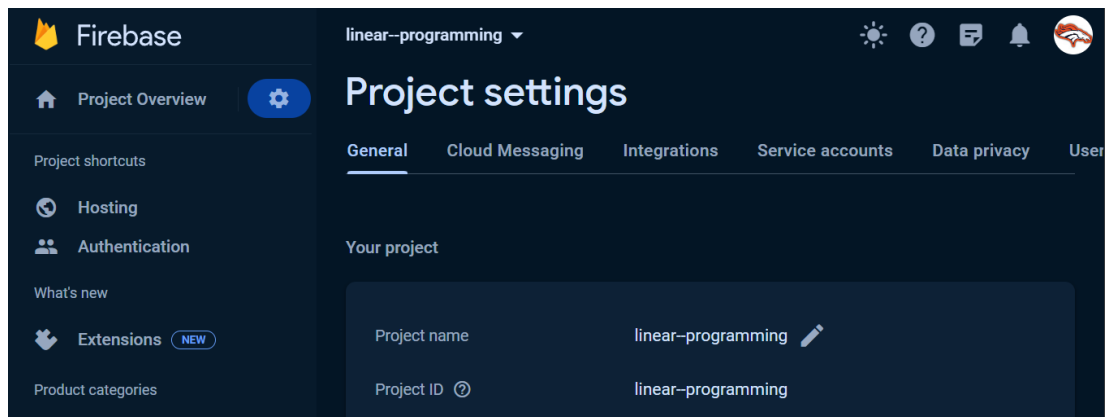 Firebase
linear--programming
Project Overview
Project settings
General Cloud Messaging Integrations Service accounts Data privacy User
Project shortcuts
Hosting
Authentication
Your project
What's new
Extensions NEW
Project name linear--programming
Product categories
Project ID linear--programming